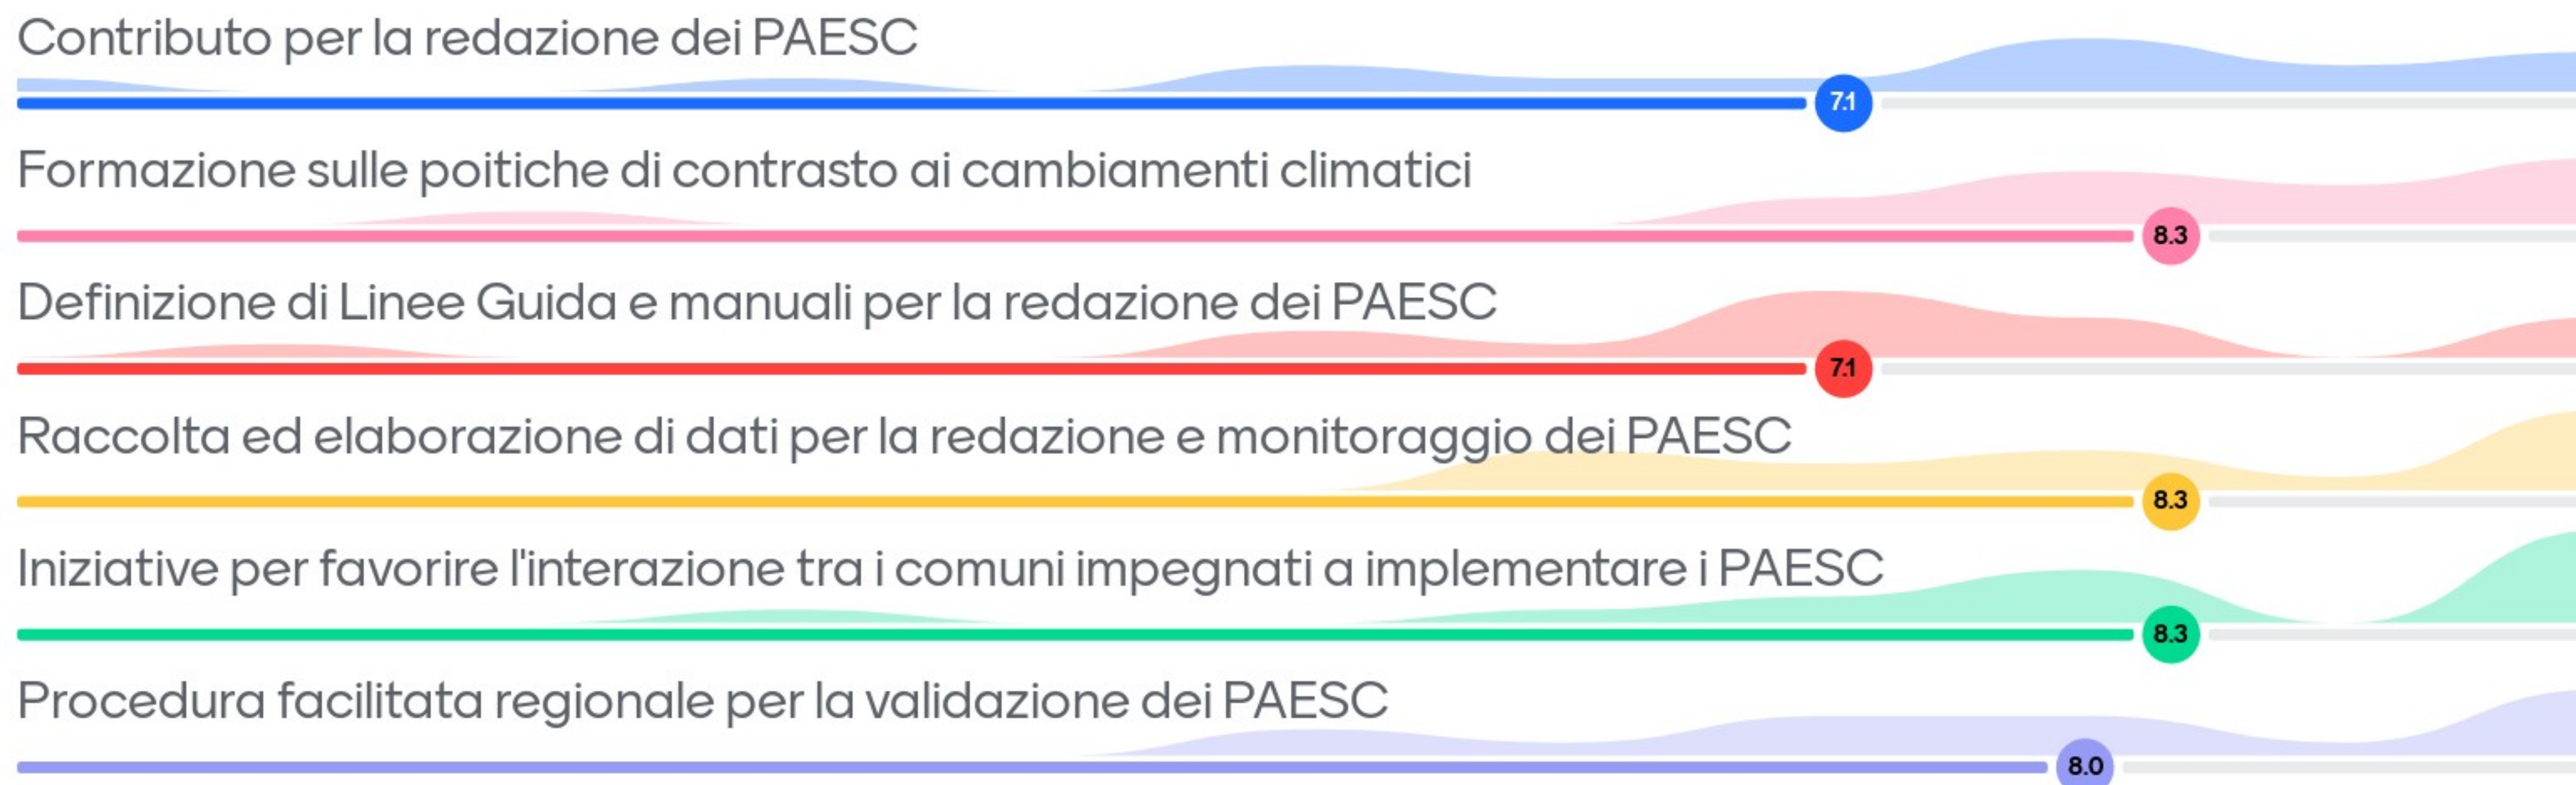 Contributo per la redazione dei PAESC
7.1
Formazione sulle poitiche di contrasto ai cambiamenti climatici
8.3
Definizione di Linee Guida e manuali per la redazione dei PAESC
7.1
Raccolta ed elaborazione di dati per la redazione e monitoraggio dei PAESC
8.3
Iniziative per favorire l'interazione tra i comuni impegnati a implementare i PAESC
8.3
Procedura facilitata regionale per la validazione dei PAESC
8.0